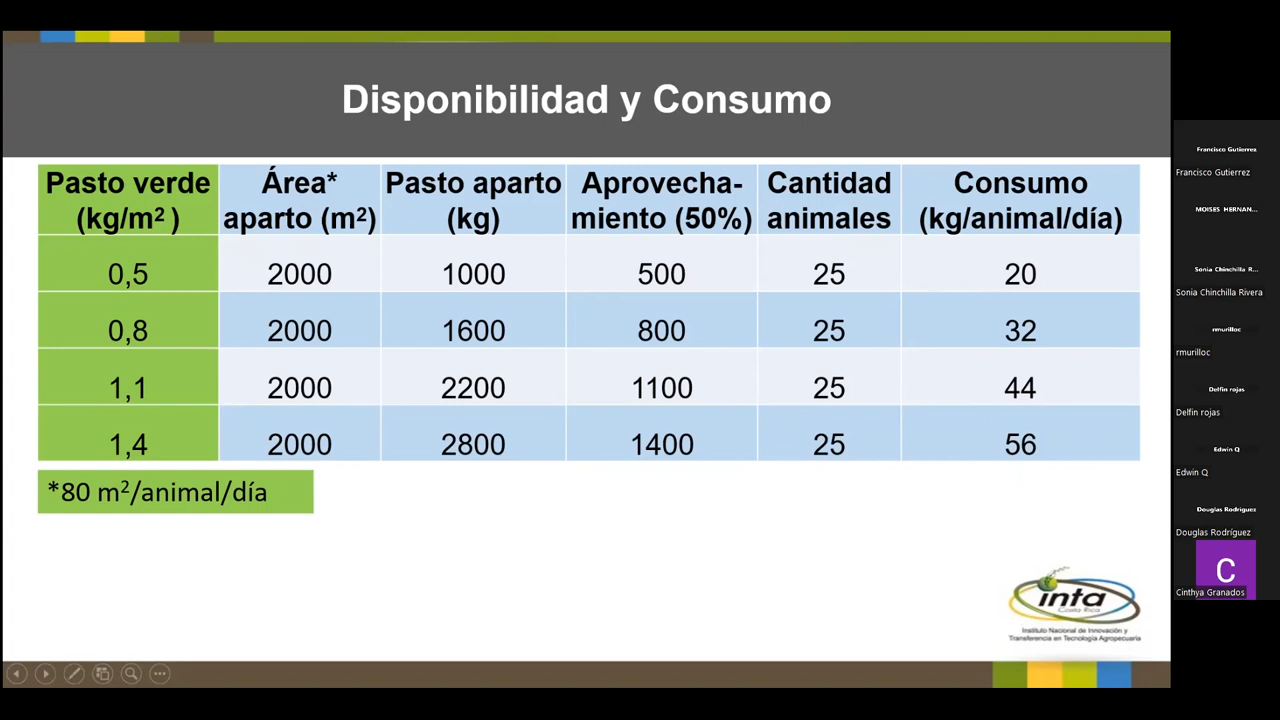 Disponibilidad y Consumo
Pasto verde (kg/m²) Área* aparto (m²) Pasto aparto (kg) Aprovecha-miento (50%) Cantidad animales Consumo (kg/animal/día)
0,5 2000 1000 500 25 20
0,8 2000 1600 800 25 32
1,1 2000 2200 1100 25 44
1,4 2000 2800 1400 25 56
*80 m²/animal/día
inta
Costa Rica
Instituto Nacional de Innovación y
Transferencia en Tecnología Agropecuaria
Francisco Gutierrez
Francisco Gutierrez
MOISES HERNAN...
Sonia Chinchilla R...
Sonia Chinchilla Rivera
rmurilloc
rmurilloc
Delfin rojas
Delfin rojas
Edwin Q
Edwin Q
Douglas Rodríguez
Douglas Rodríguez
C
Cinthya Granados